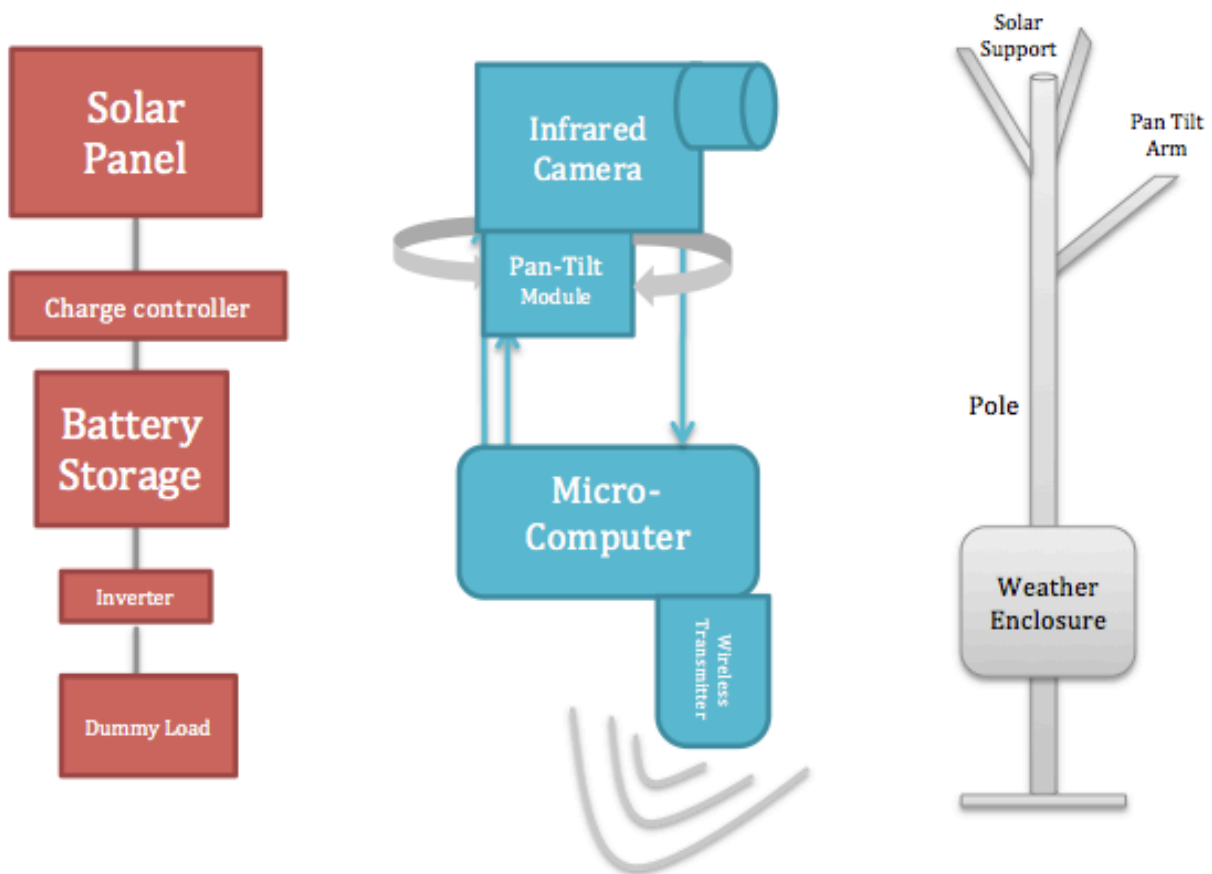 Solar
Panel
Charge controller
Battery
Storage
Inverter
Dummy Load
Infrared
Camera
Pan-Tilt
Module
Micro-
Computer
Wireless
Transmitter
Solar
Support
Pan Tilt
Arm
Pole
Weather
Enclosure